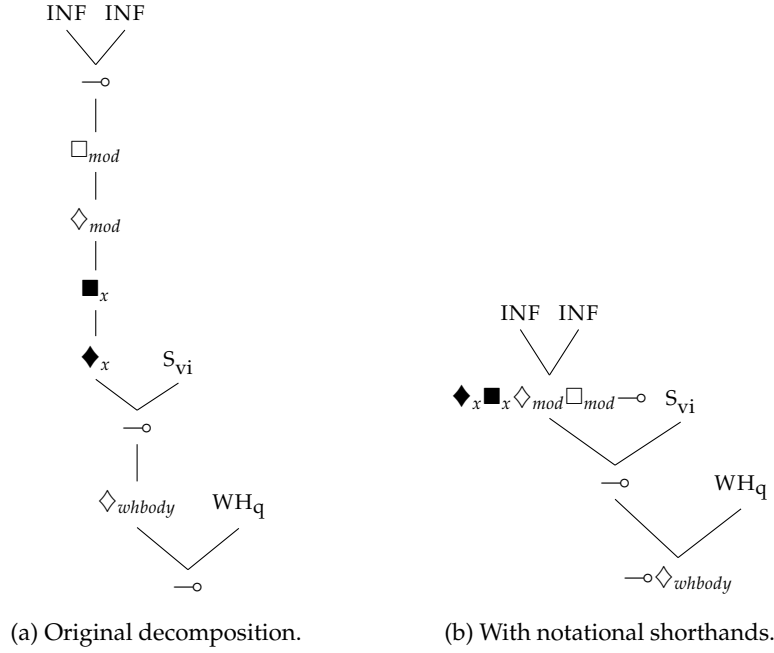 INF INF
⊸
□mod
◇mod
■x
◆x Svi
⊸
◇whbody WHq
⊸
(a) Original decomposition.
INF INF
◆x■x◇mod□mod⊸ Svi
⊸ WHq
⊸◇whbody
(b) With notational shorthands.